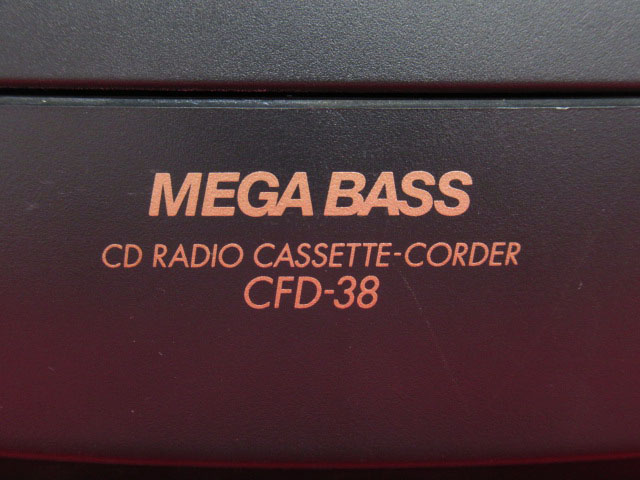 MEGA BASS
CD RADIO CASSETTE-CORDER
CFD-38